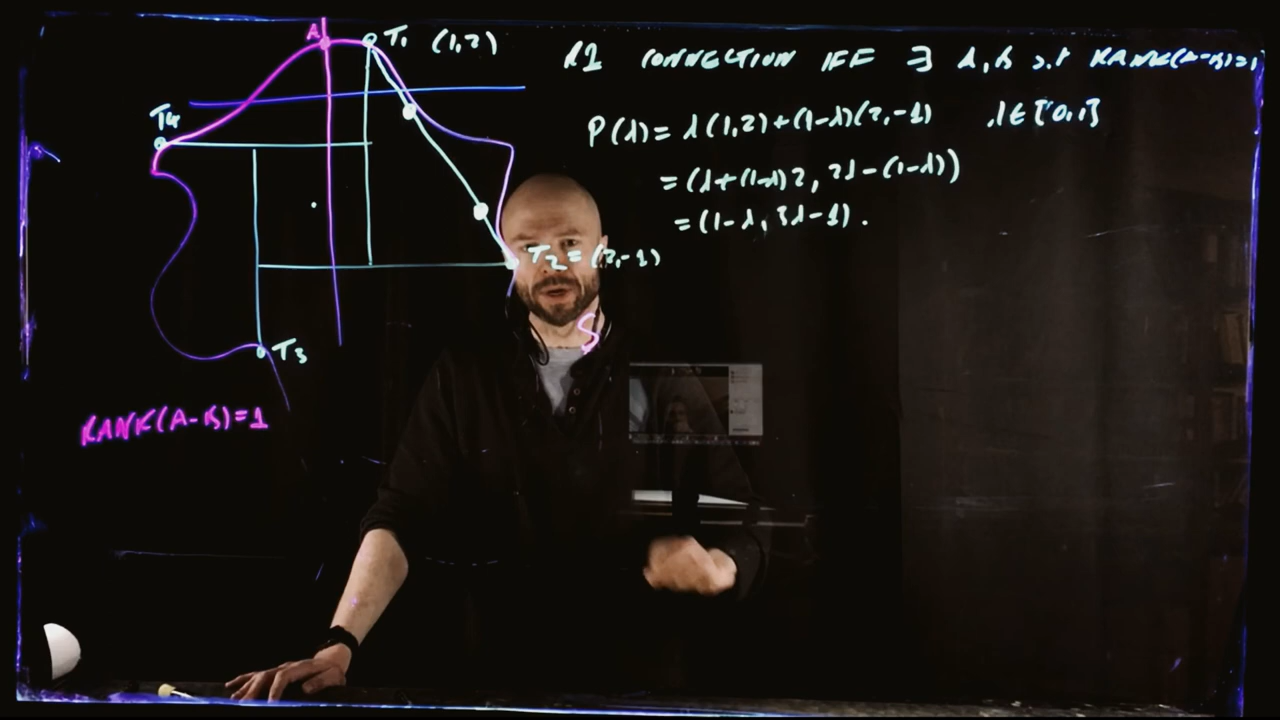 A
T₁ (1,2)
R1 CONNECTION IFF ∃ A,B s.t RANK(A-B)=1
T₄
P(λ)= λ(1,2)+(1-λ)(2,-1) , λ∈[0,1]
=(λ+(1-λ)2, 2λ-(1-λ))
=(1-λ, 3λ-1).
T₂=(2,-1)
S
T₃
RANK(A-B)=1